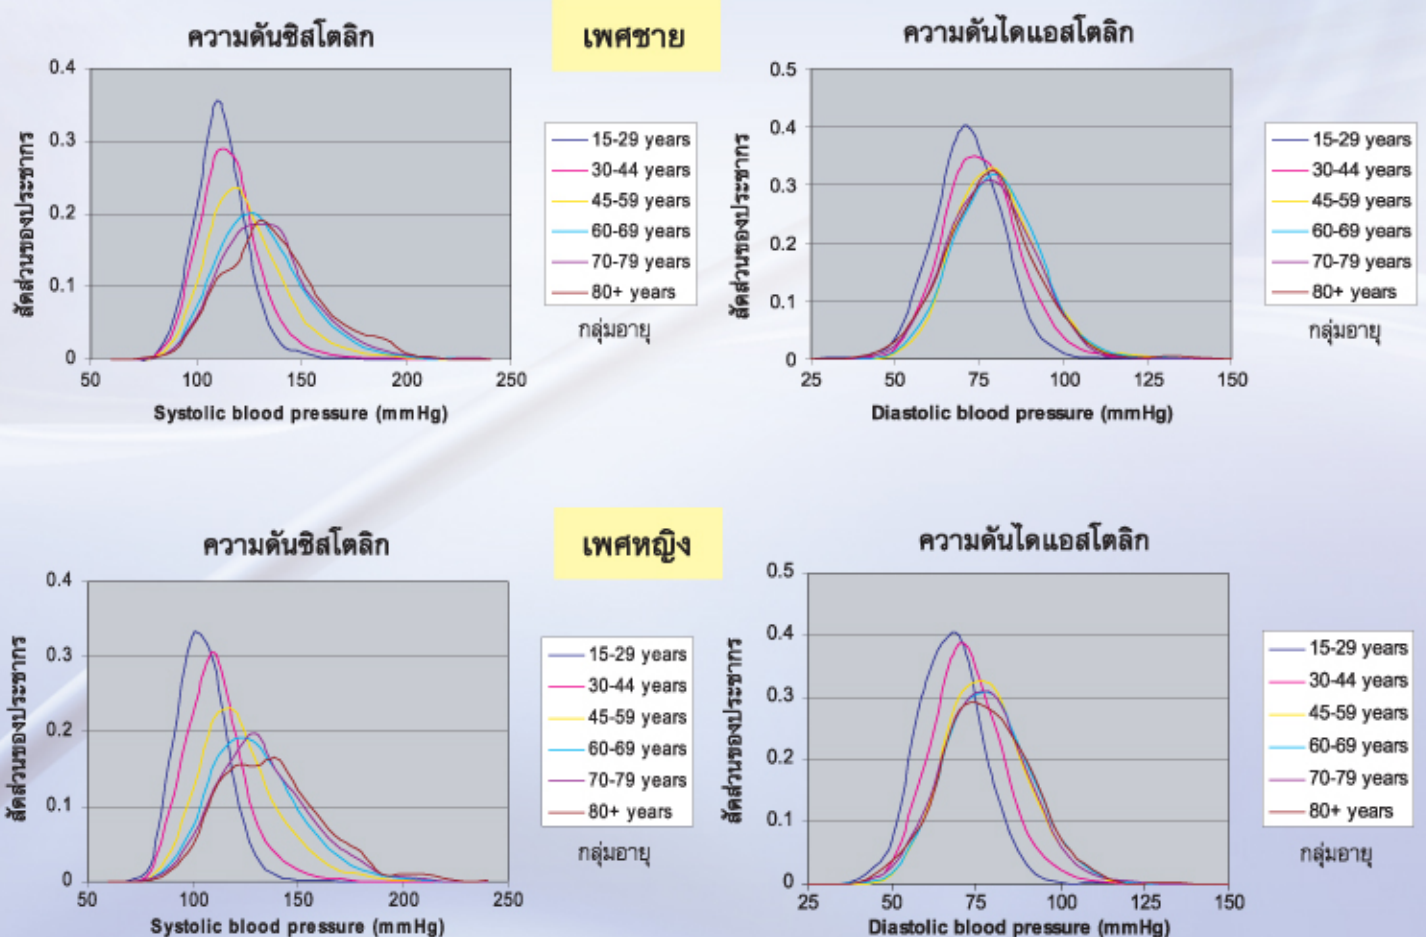 เพศชาย
ความดันซิสโตลิก
0.4
0.3
0.2
0.1
0
50
100
150
200
250
สัดส่วนของประชากร
Systolic blood pressure (mmHg)
15-29 years
30-44 years
45-59 years
60-69 years
70-79 years
80+ years
กลุ่มอายุ
ความดันไดแอสโตลิก
0.5
0.4
0.3
0.2
0.1
0
25
50
75
100
125
150
สัดส่วนของประชากร
Diastolic blood pressure (mmHg)
15-29 years
30-44 years
45-59 years
60-69 years
70-79 years
80+ years
กลุ่มอายุ
เพศหญิง
ความดันซิสโตลิก
0.4
0.3
0.2
0.1
0
50
100
150
200
250
สัดส่วนของประชากร
Systolic blood pressure (mmHg)
15-29 years
30-44 years
45-59 years
60-69 years
70-79 years
80+ years
กลุ่มอายุ
ความดันไดแอสโตลิก
0.5
0.4
0.3
0.2
0.1
0
25
50
75
100
125
150
สัดส่วนของประชากร
Diastolic blood pressure (mmHg)
15-29 years
30-44 years
45-59 years
60-69 years
70-79 years
80+ years
กลุ่มอายุ